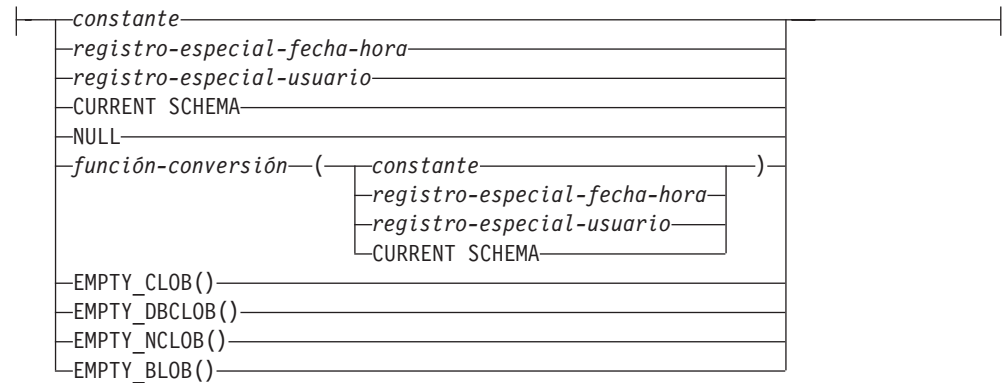 constante
registro-especial-fecha-hora
registro-especial-usuario
CURRENT SCHEMA
NULL
función-conversión ( constante )
registro-especial-fecha-hora
registro-especial-usuario
CURRENT SCHEMA
EMPTY_CLOB()
EMPTY_DBCLOB()
EMPTY_NCLOB()
EMPTY_BLOB()